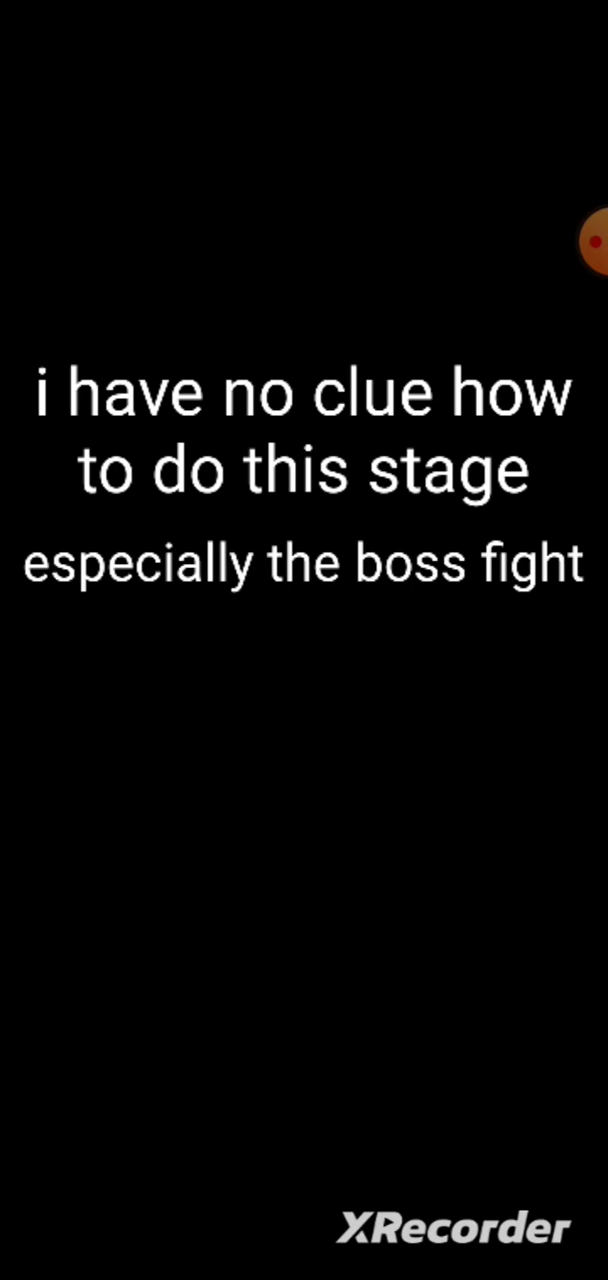 i have no clue how
to do this stage
especially the boss fight
XRecorder